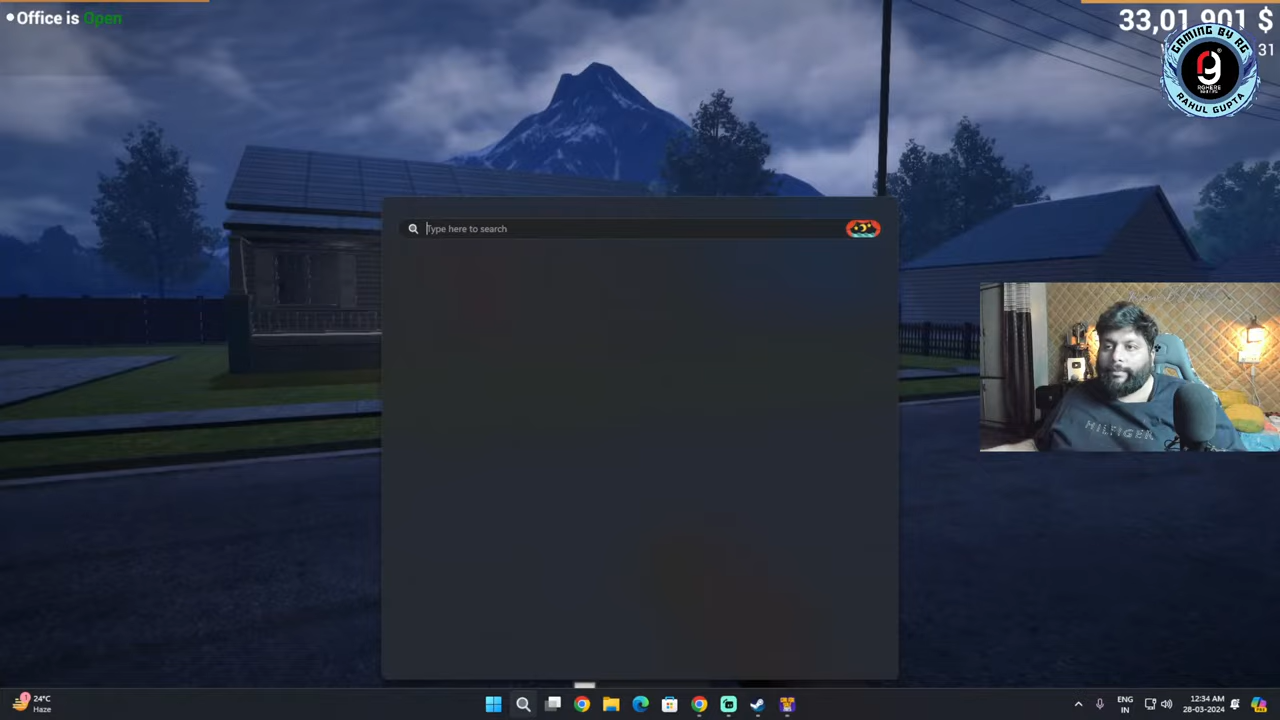 Office is Open
33,01,901 $
31
GAMING BY RG
RGHERE
RAHUL GUPTA
Type here to search
HILFIGER
24°C
Haze
ENG
IN
12:34 AM
28-03-2024